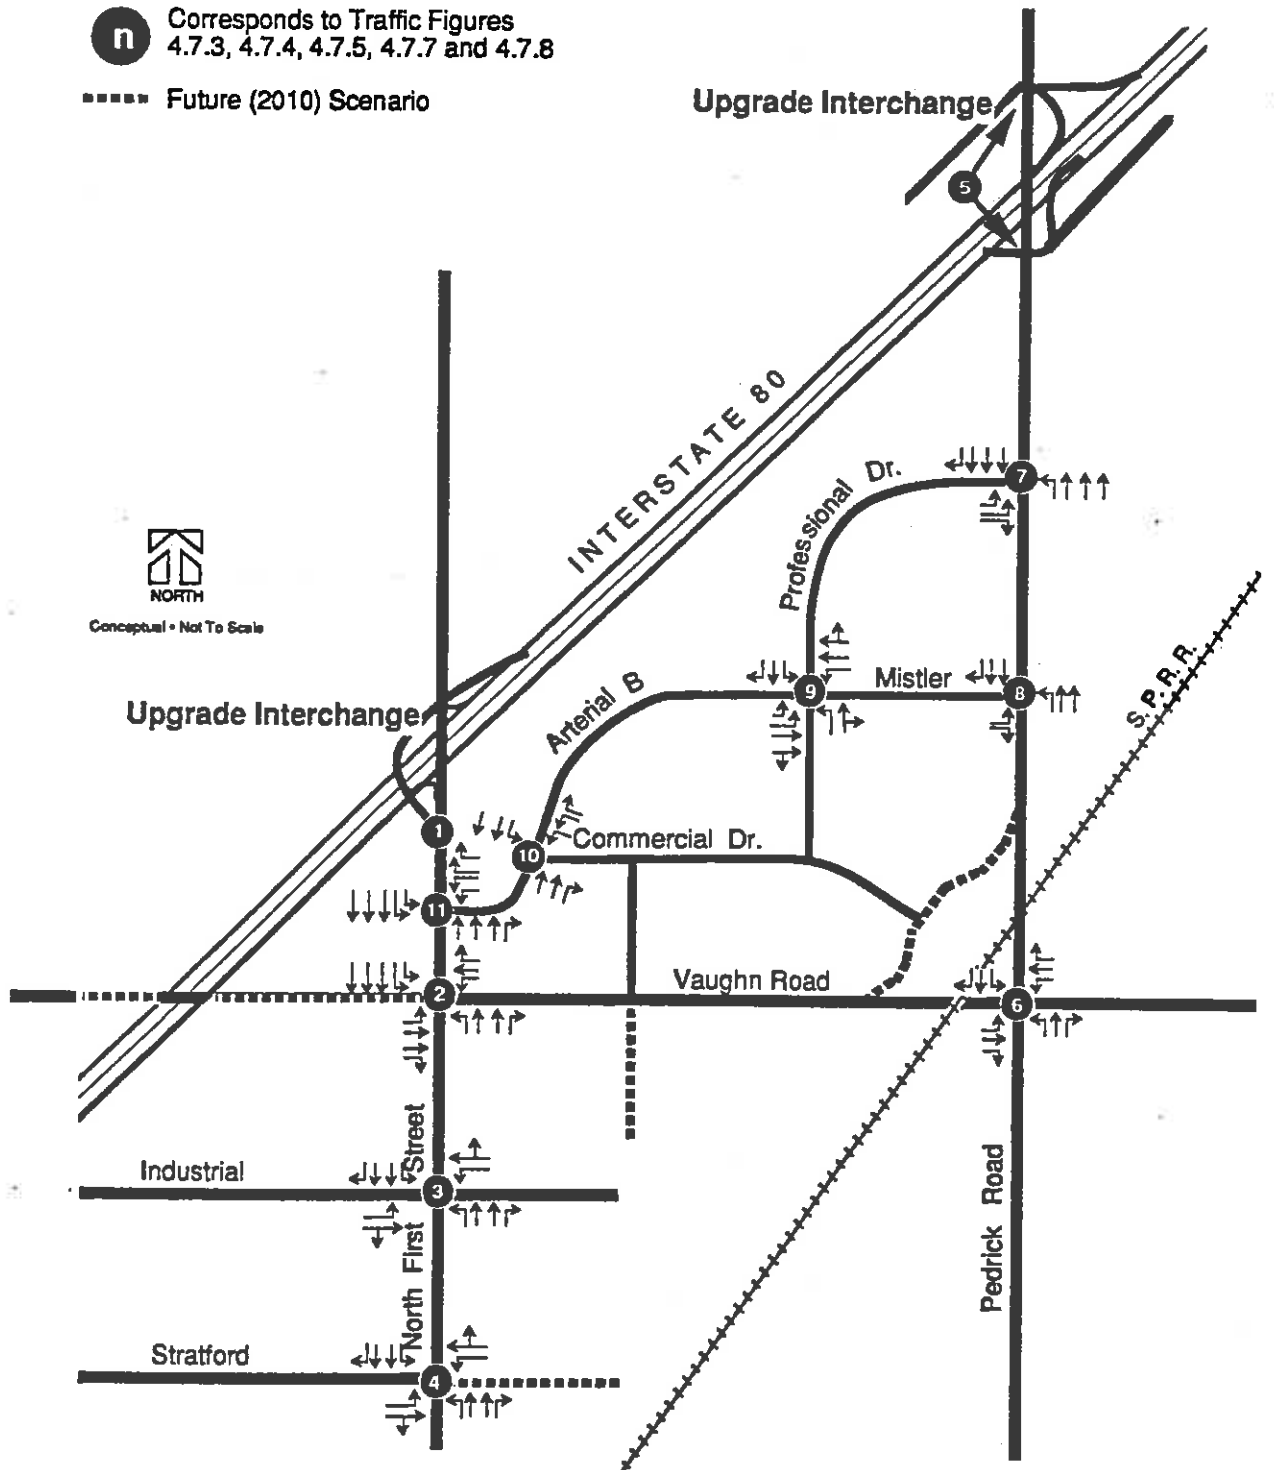 n Corresponds to Traffic Figures
4.7.3, 4.7.4, 4.7.5, 4.7.7 and 4.7.8
Future (2010) Scenario
Upgrade Interchange
5
INTERSTATE 80
Professional Dr.
7
NORTH
Conceptual • Not To Scale
S. P. R. R.
Upgrade Interchange
Arterial B
9
Mistler
8
1
10
Commercial Dr.
11
2
Vaughn Road
6
Industrial
3
North First Street
Pedrick Road
Stratford
4